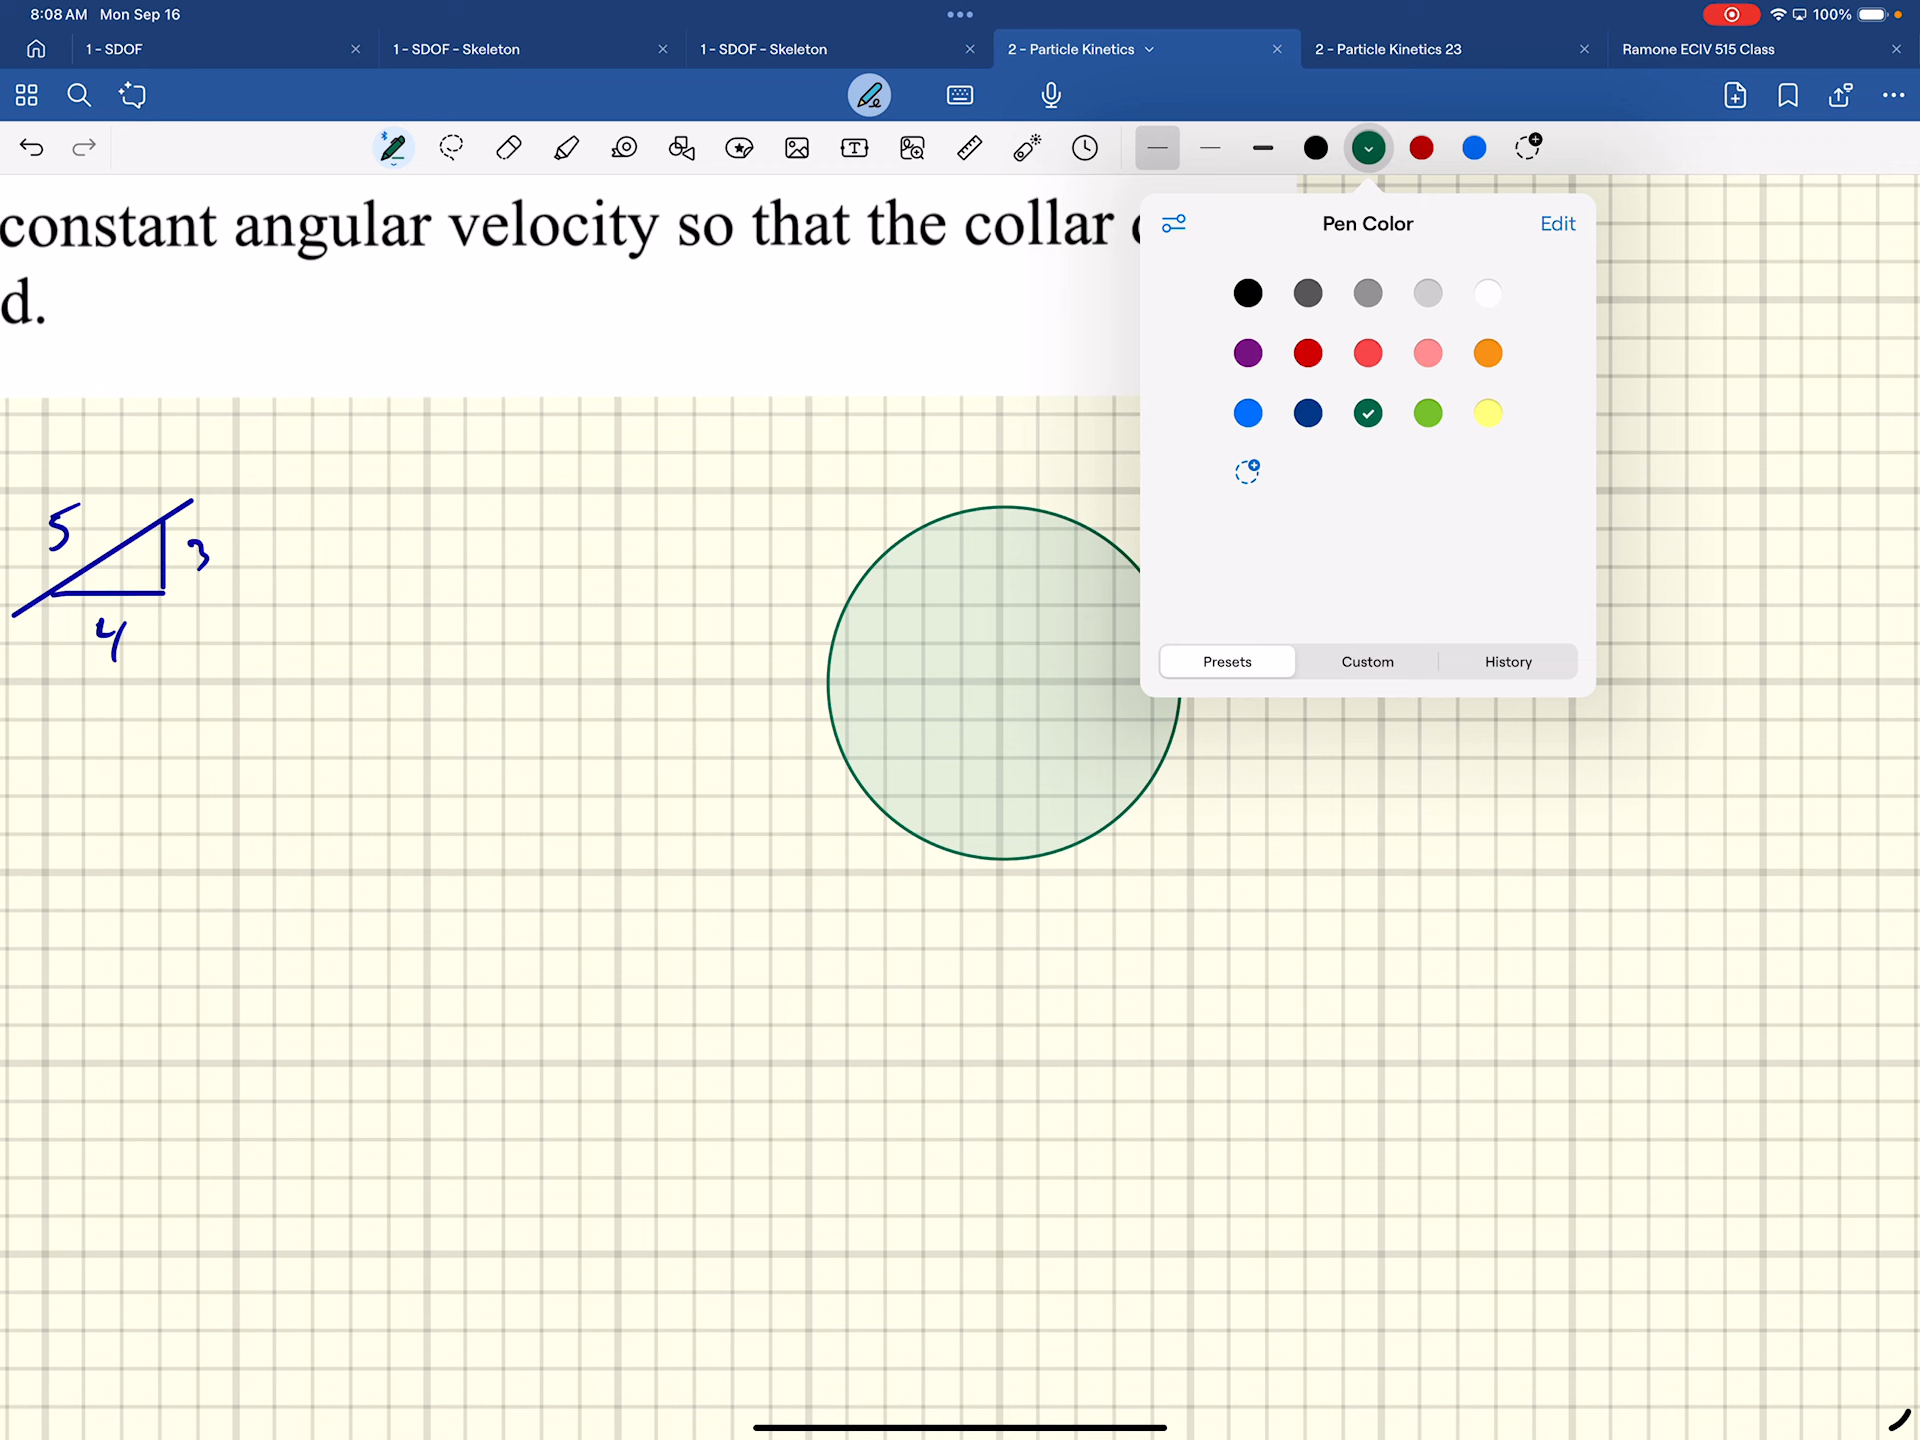 8:08 AM Mon Sep 16
100%
1 - SDOF
1 - SDOF - Skeleton
1 - SDOF - Skeleton
2 - Particle Kinetics
2 - Particle Kinetics 23
Ramone ECIV 515 Class
T
constant angular velocity so that the collar
d.
Pen Color
Edit
5
3
4
Presets
Custom
History